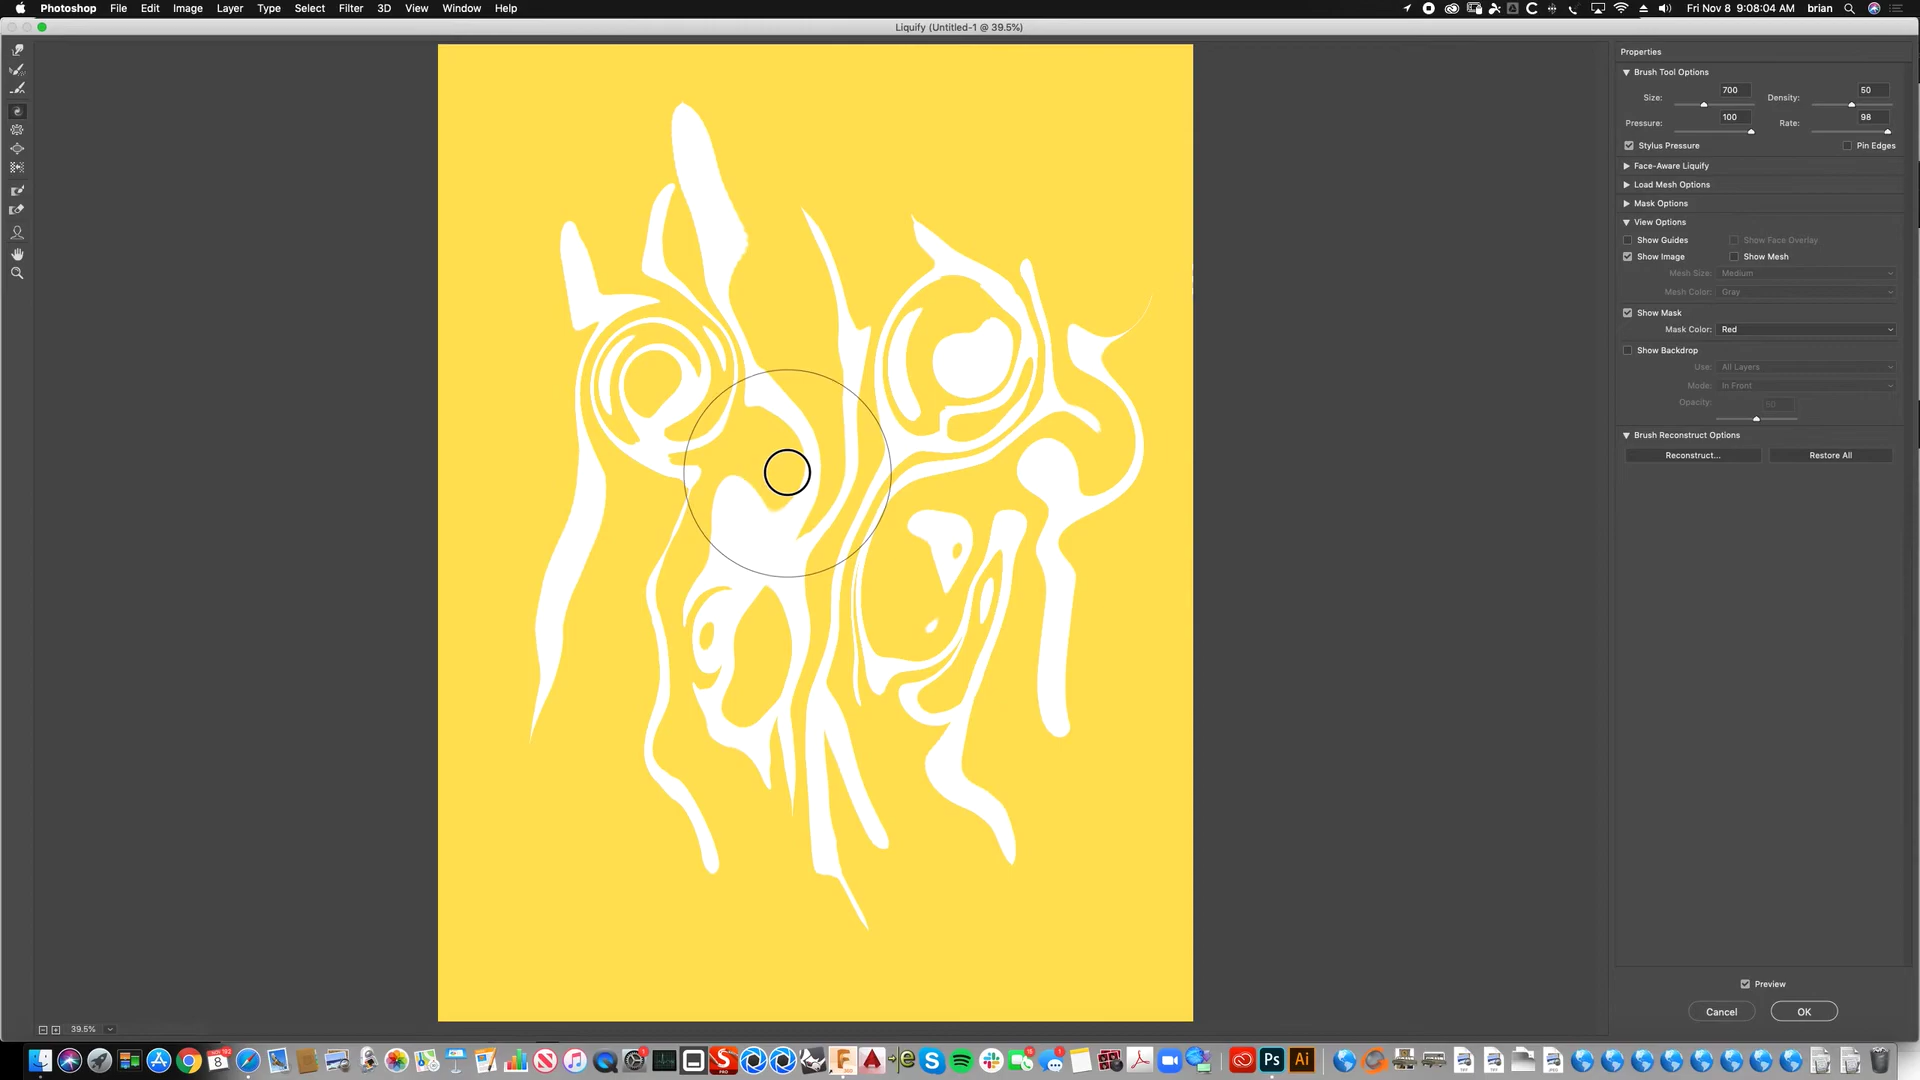 Photoshop File Edit Image Layer Type Select Filter 3D View Window Help
Fri Nov 8 9:08:04 AM brian
Liquify (Untitled-1 @ 39.5%)
Properties
Brush Tool Options
Size: 700 Density: 50
Pressure: 100 Rate: 98
Stylus Pressure Pin Edges
Face-Aware Liquify
Load Mesh Options
Mask Options
View Options
Show Guides Show Face Overlay
Show Image Show Mesh
Mesh Size: Medium
Mesh Color: Gray
Show Mask
Mask Color: Red
Show Backdrop
Use: All Layers
Mode: In Front
Opacity: 50
Brush Reconstruct Options
Reconstruct... Restore All
Preview
Cancel OK
39.5%
8 Ps Ai